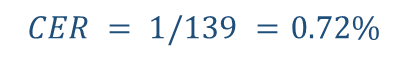 CER = 1/139 = 0.72%